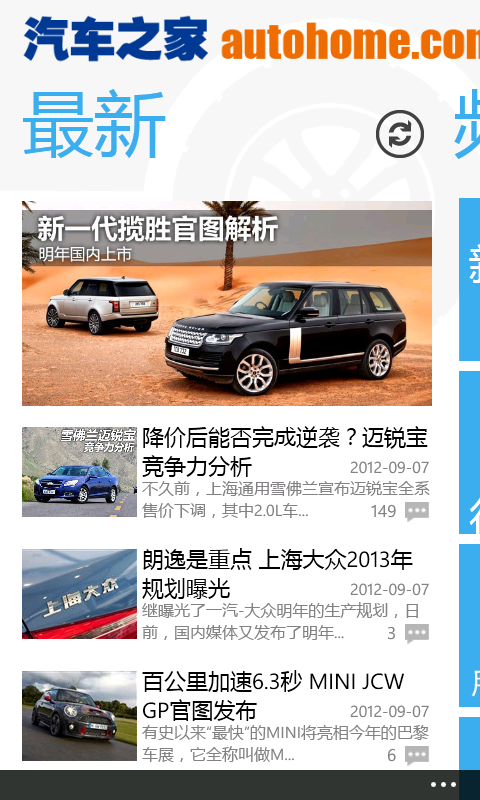 汽车之家 autohome.com
最新
新一代揽胜官图解析
明年国内上市
雪佛兰迈锐宝
竞争力分析
降价后能否完成逆袭？迈锐宝
竞争力分析
2012-09-07
不久前，上海通用雪佛兰宣布迈锐宝全系
售价下调，其中2.0L车...
149
上海大众
朗逸是重点 上海大众2013年
规划曝光
2012-09-07
继曝光了一汽-大众明年的生产规划，日
前，国内媒体又发布了明年...
3
百公里加速6.3秒 MINI JCW
GP官图发布
2012-09-07
有史以来“最快”的MINI将亮相今年的巴黎
车展，它全称叫做M...
6